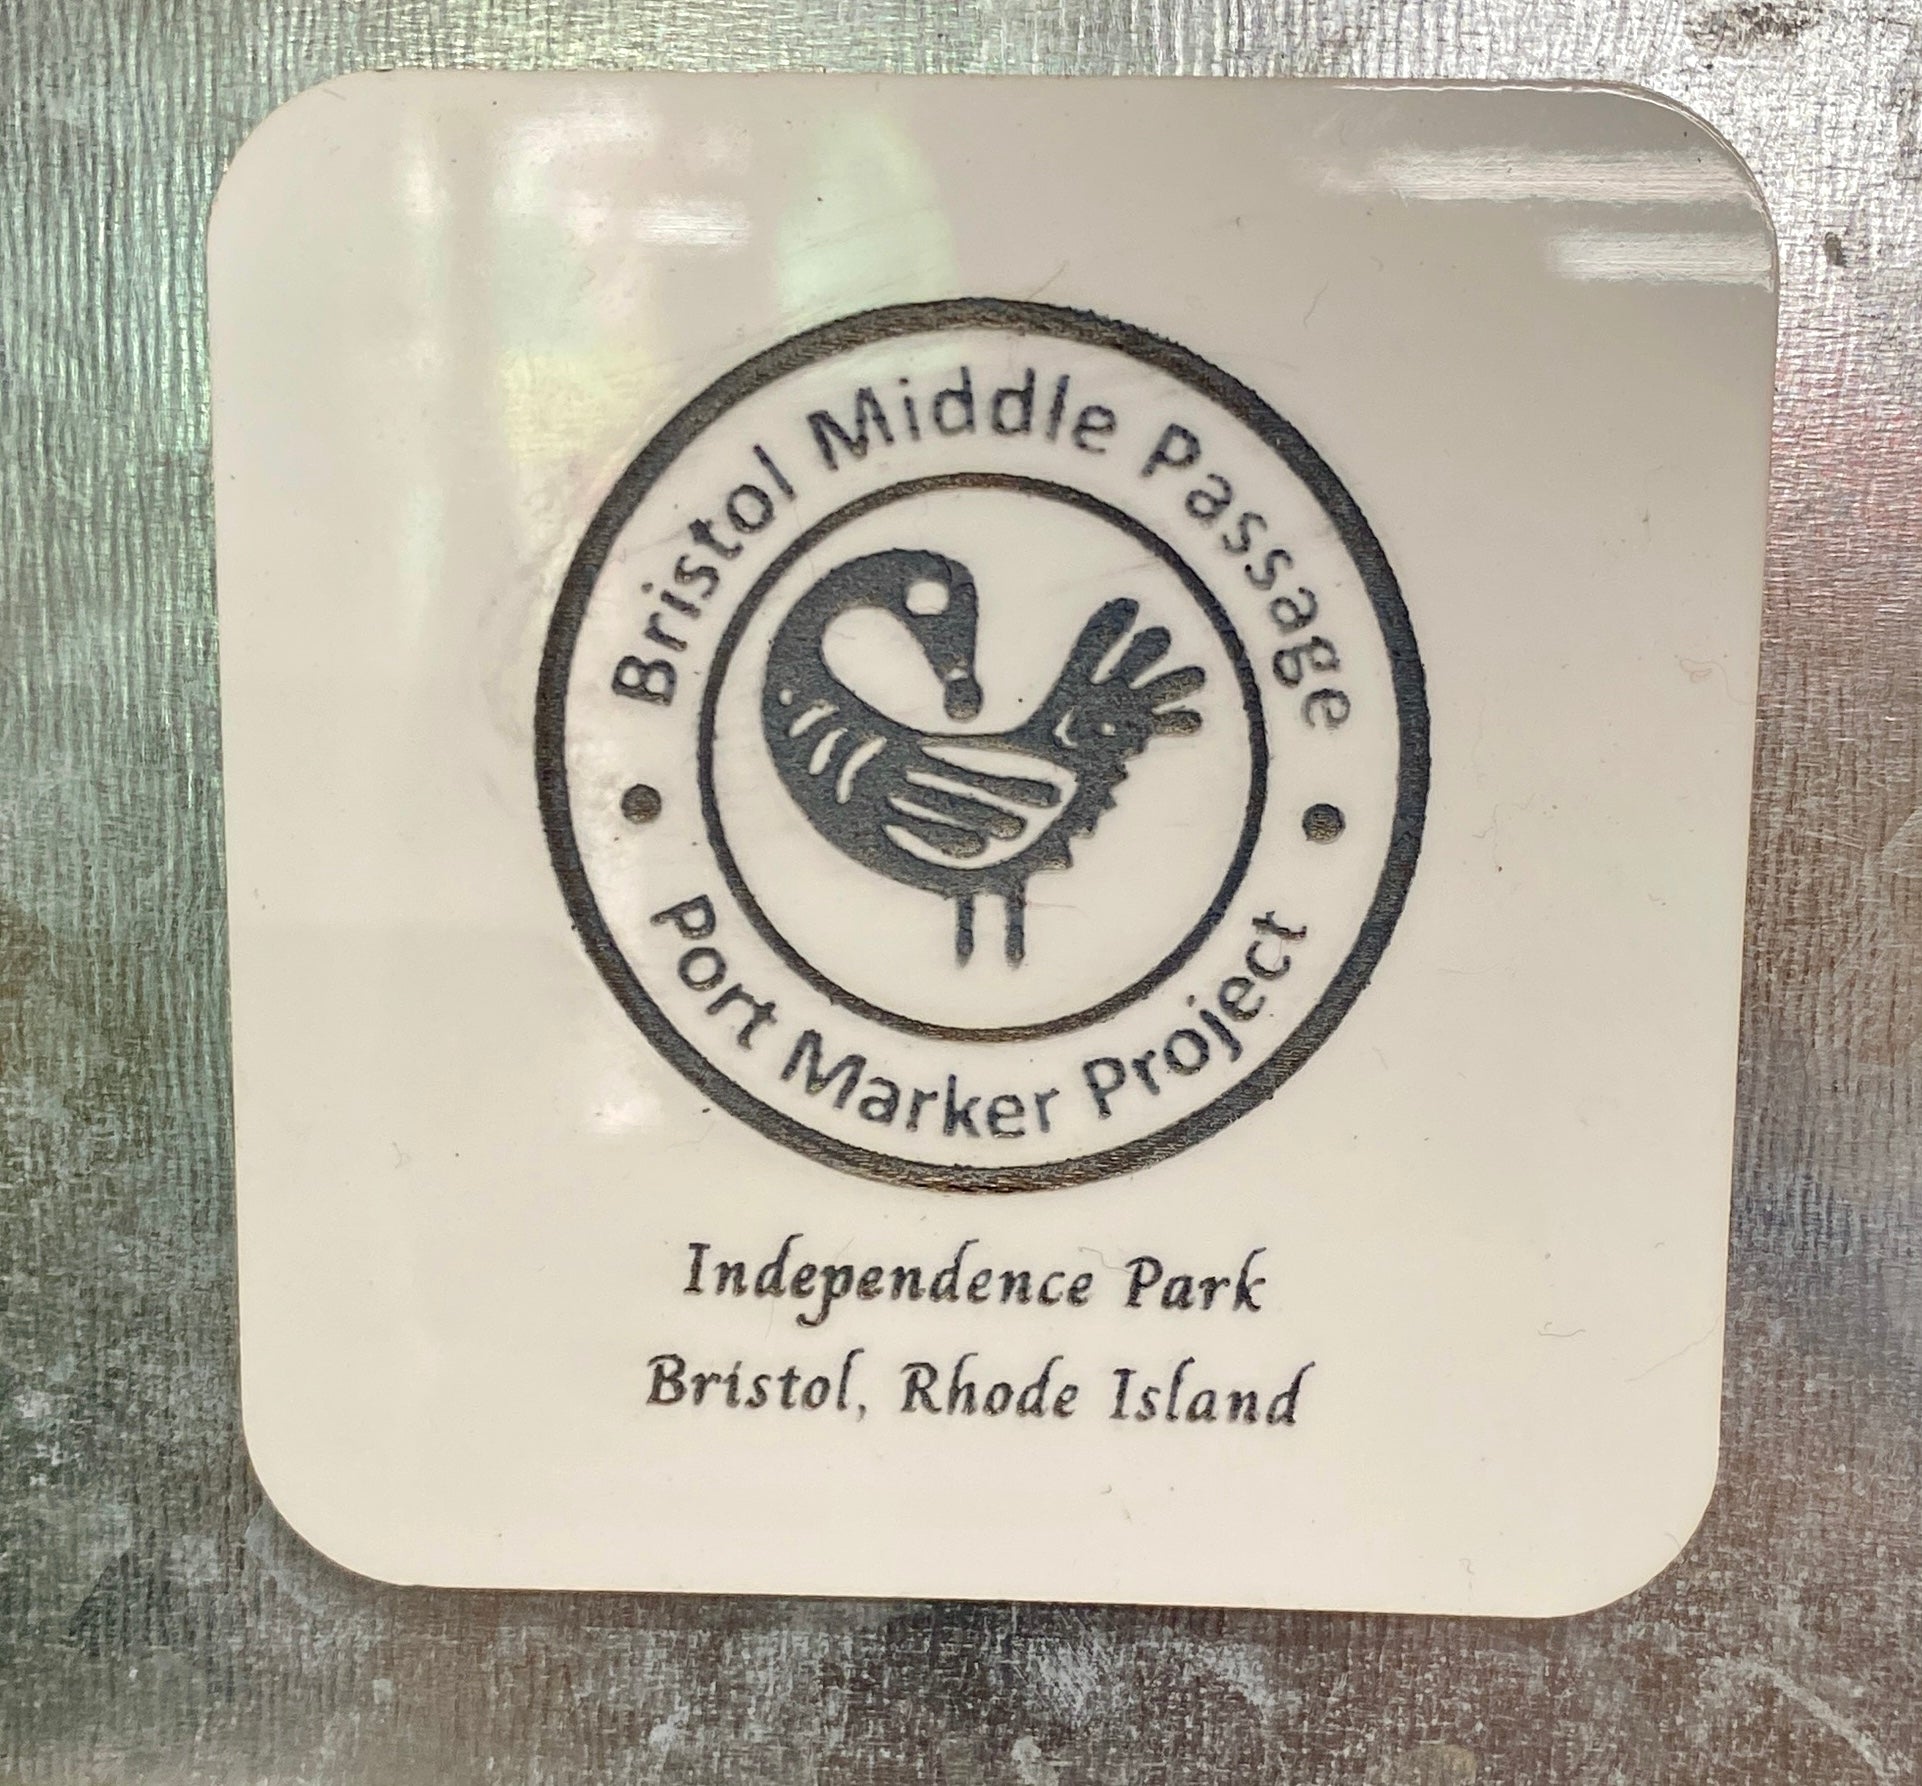 Bristol Middle Passage
Port Marker Project
Independence Park
Bristol, Rhode Island